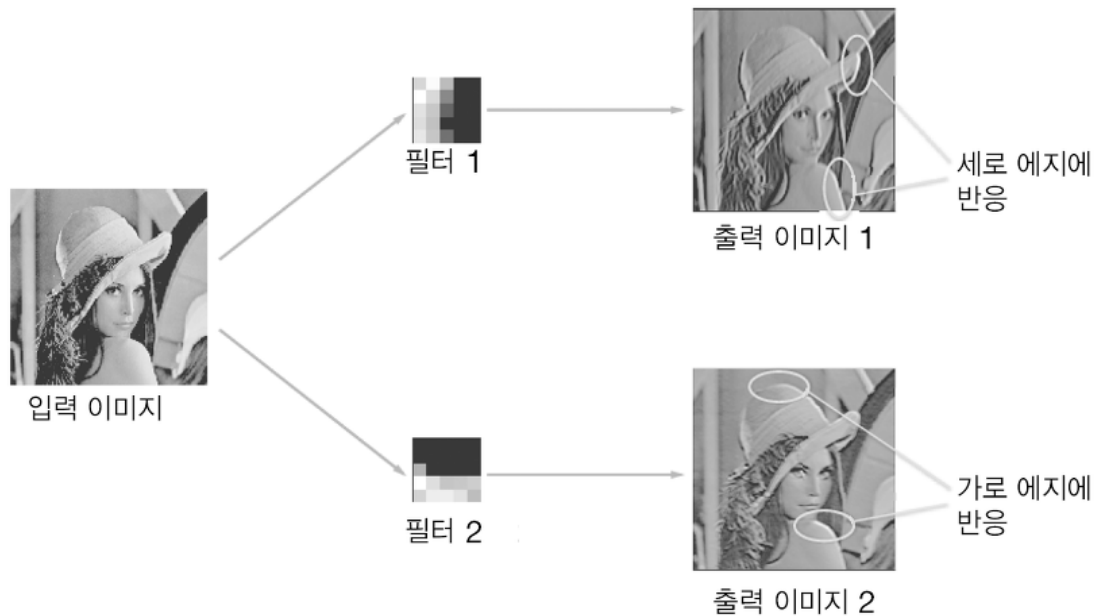 필터 1
세로 에지에
반응
출력 이미지 1
입력 이미지
필터 2
가로 에지에
반응
출력 이미지 2